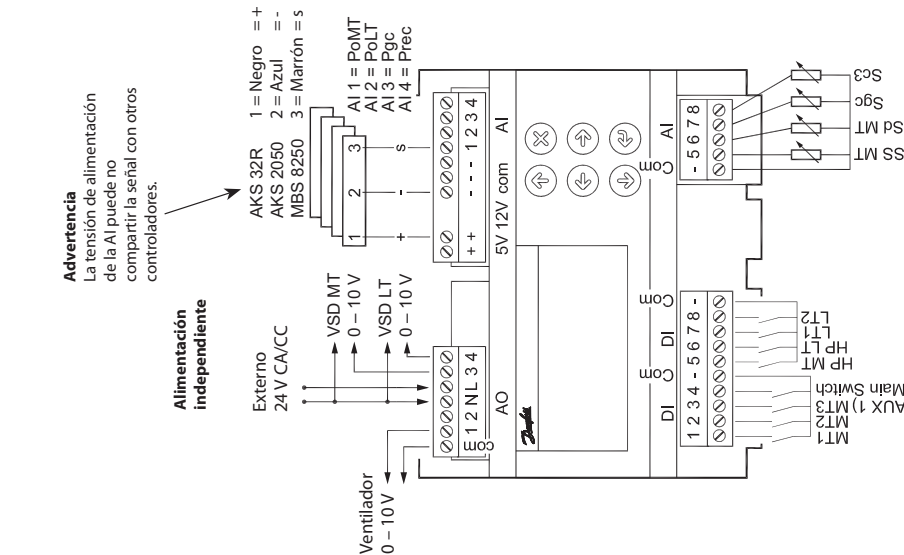 Advertencia
La tensión de alimentación
de la AI puede no
compartir la señal con otros
controladores.
AKS 32R
AKS 2050
MBS 8250
1 = Negro = +
2 = Azul = -
3 = Marrón = s
AI 1 = PoMT
AI 2 = PoLT
AI 3 = Pgc
AI 4 = Prec
1 2 3
+ - s
Alimentación
independiente
Externo
24 V CA/CC
VSD MT
0 – 10 V
VSD LT
0 – 10 V
Ventilador
0 – 10 V
com
1 2 N L 3 4
AO
+ + - - - 1 2 3 4
5V 12V com AI
Danfoss
DI Com DI Com
1 2 3 4 - 5 6 7 8 -
Com AI
- 5 6 7 8
MT1
MT2
AUX 1) MT3
Main Switch
HP MT
HP LT
LT1
LT2
SS MT
Sd MT
Sgc
Sc3